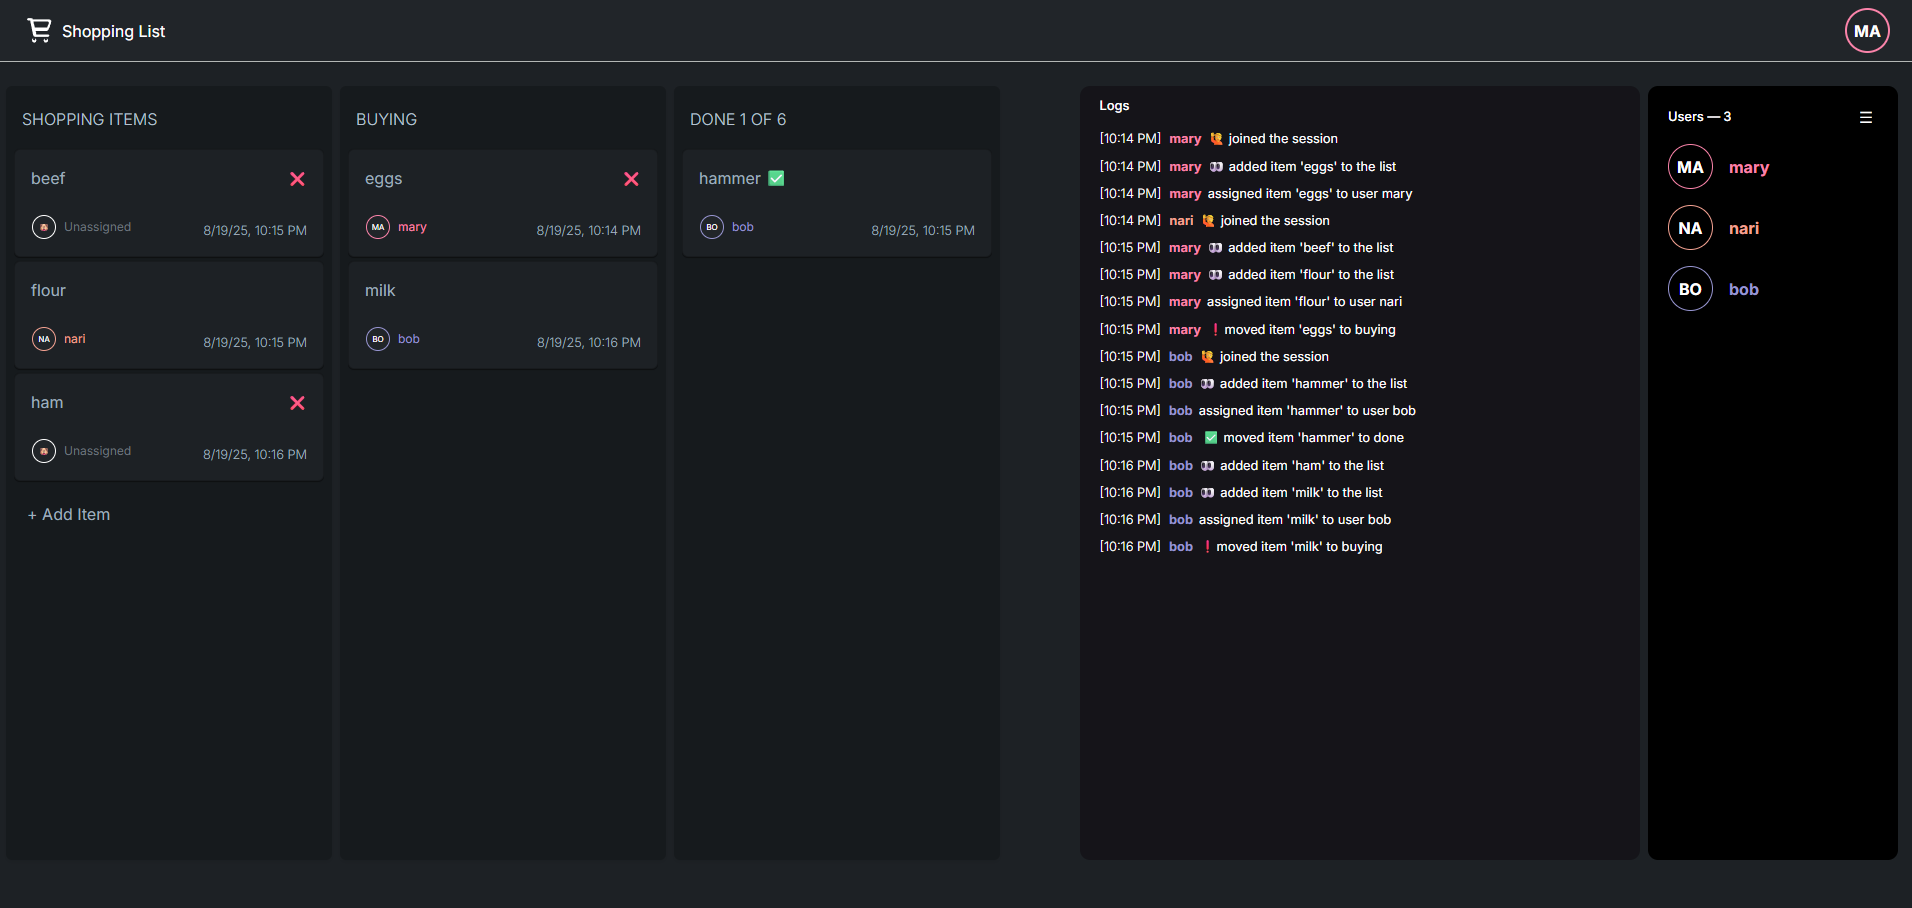 Shopping List
MA
SHOPPING ITEMS
beef ❌
Unassigned 8/19/25, 10:15 PM
flour
NA nari 8/19/25, 10:15 PM
ham ❌
Unassigned 8/19/25, 10:16 PM
+ Add Item
BUYING
eggs ❌
MA mary 8/19/25, 10:14 PM
milk
BO bob 8/19/25, 10:16 PM
DONE 1 OF 6
hammer ✅
BO bob 8/19/25, 10:15 PM
Logs
[10:14 PM] mary 🙋 joined the session
[10:14 PM] mary 👀 added item 'eggs' to the list
[10:14 PM] mary assigned item 'eggs' to user mary
[10:14 PM] nari 🙋 joined the session
[10:15 PM] mary 👀 added item 'beef' to the list
[10:15 PM] mary 👀 added item 'flour' to the list
[10:15 PM] mary assigned item 'flour' to user nari
[10:15 PM] mary ❗ moved item 'eggs' to buying
[10:15 PM] bob 🙋 joined the session
[10:15 PM] bob 👀 added item 'hammer' to the list
[10:15 PM] bob assigned item 'hammer' to user bob
[10:15 PM] bob ✅ moved item 'hammer' to done
[10:16 PM] bob 👀 added item 'ham' to the list
[10:16 PM] bob 👀 added item 'milk' to the list
[10:16 PM] bob assigned item 'milk' to user bob
[10:16 PM] bob ❗ moved item 'milk' to buying
Users — 3 ☰
MA mary
NA nari
BO bob